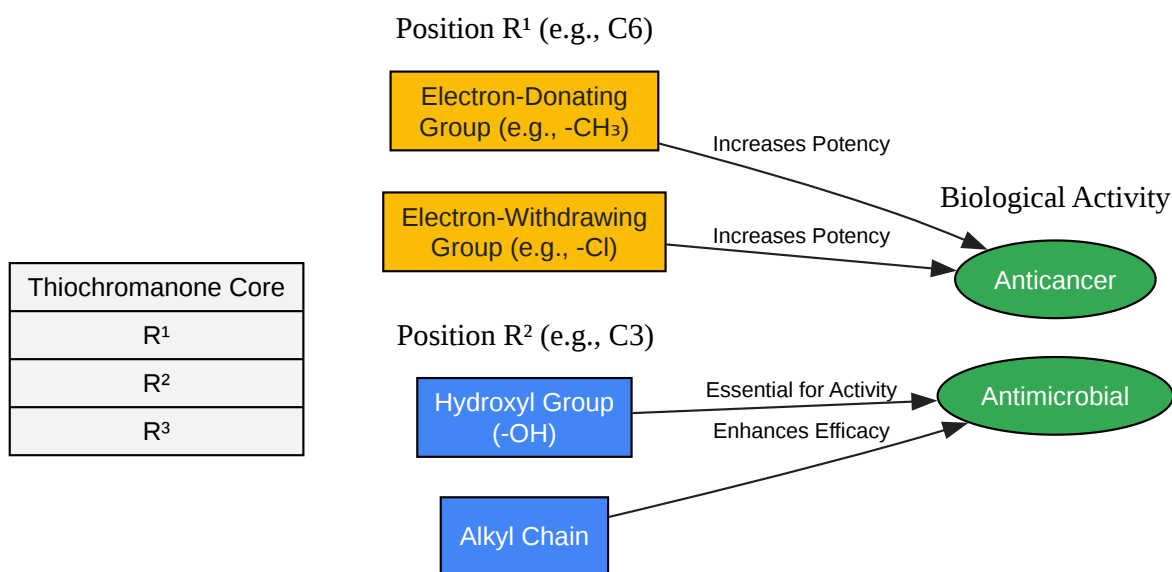 Position R¹ (e.g., C6)
Electron-Donating
Group (e.g., -CH₃)
Increases Potency
Biological Activity
Electron-Withdrawing
Group (e.g., -Cl)
Increases Potency
Anticancer
Thiochromanone Core
R¹
R²
R³
Position R² (e.g., C3)
Hydroxyl Group
(-OH)
Essential for Activity
Antimicrobial
Enhances Efficacy
Alkyl Chain